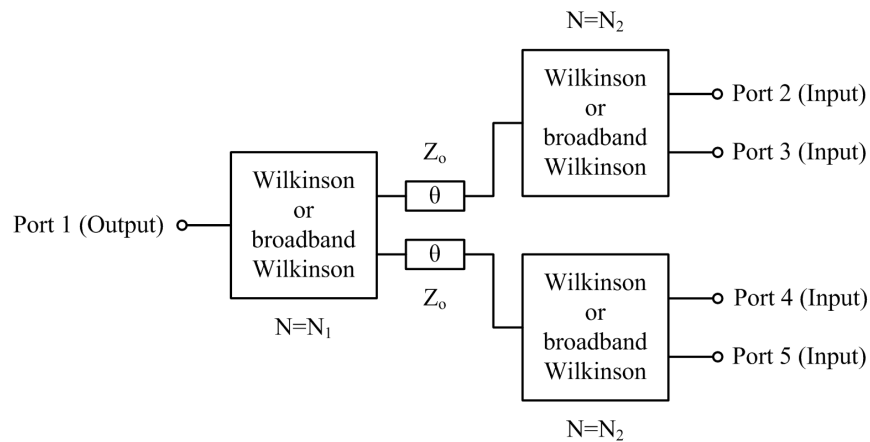 N=N₂
Wilkinson
or
broadband
Wilkinson
Port 2 (Input)
Port 3 (Input)
Zₒ
θ
Wilkinson
or
broadband
Wilkinson
Port 1 (Output)
θ
Zₒ
N=N₁
Wilkinson
or
broadband
Wilkinson
Port 4 (Input)
Port 5 (Input)
N=N₂